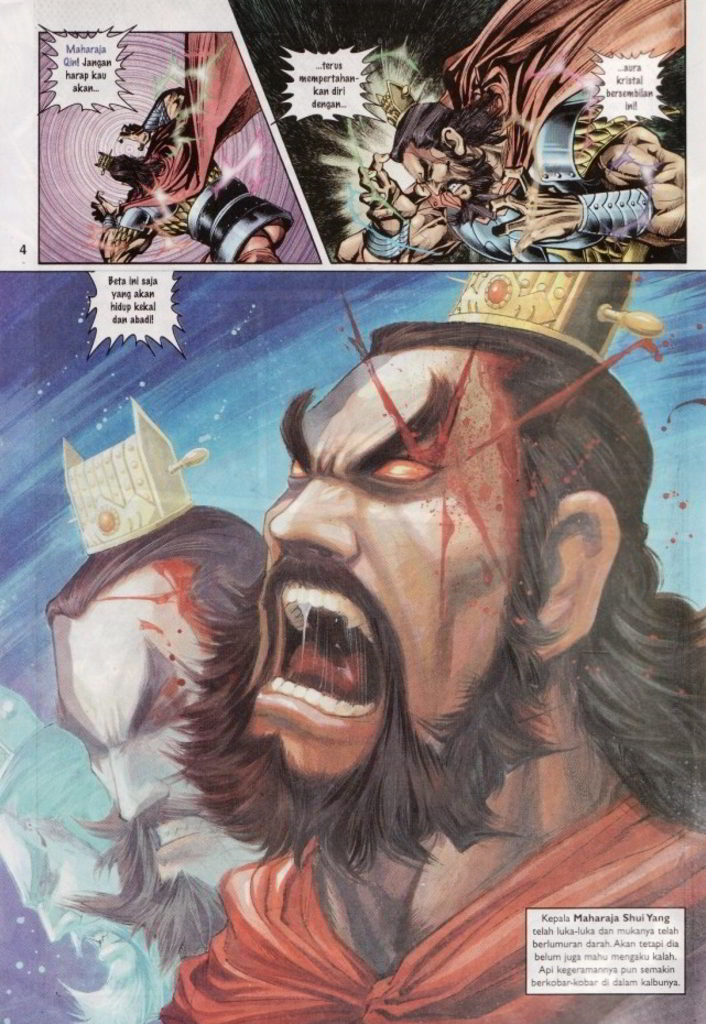 Maharaja
Qin! Jangan
harap kau
akan...
...terus
mempertahan-
kan diri
dengan...
...aura
kristal
bersembilan
ini!
4
Beta ini saja
yang akan
hidup kekal
dan abadi!
Kepala Maharaja Shui Yang
telah luka-luka dan mukanya telah
berlumuran darah. Akan tetapi dia
belum juga mahu mengaku kalah.
Api kegeramannya pun semakin
berkobar-kobar di dalam kalbunya.